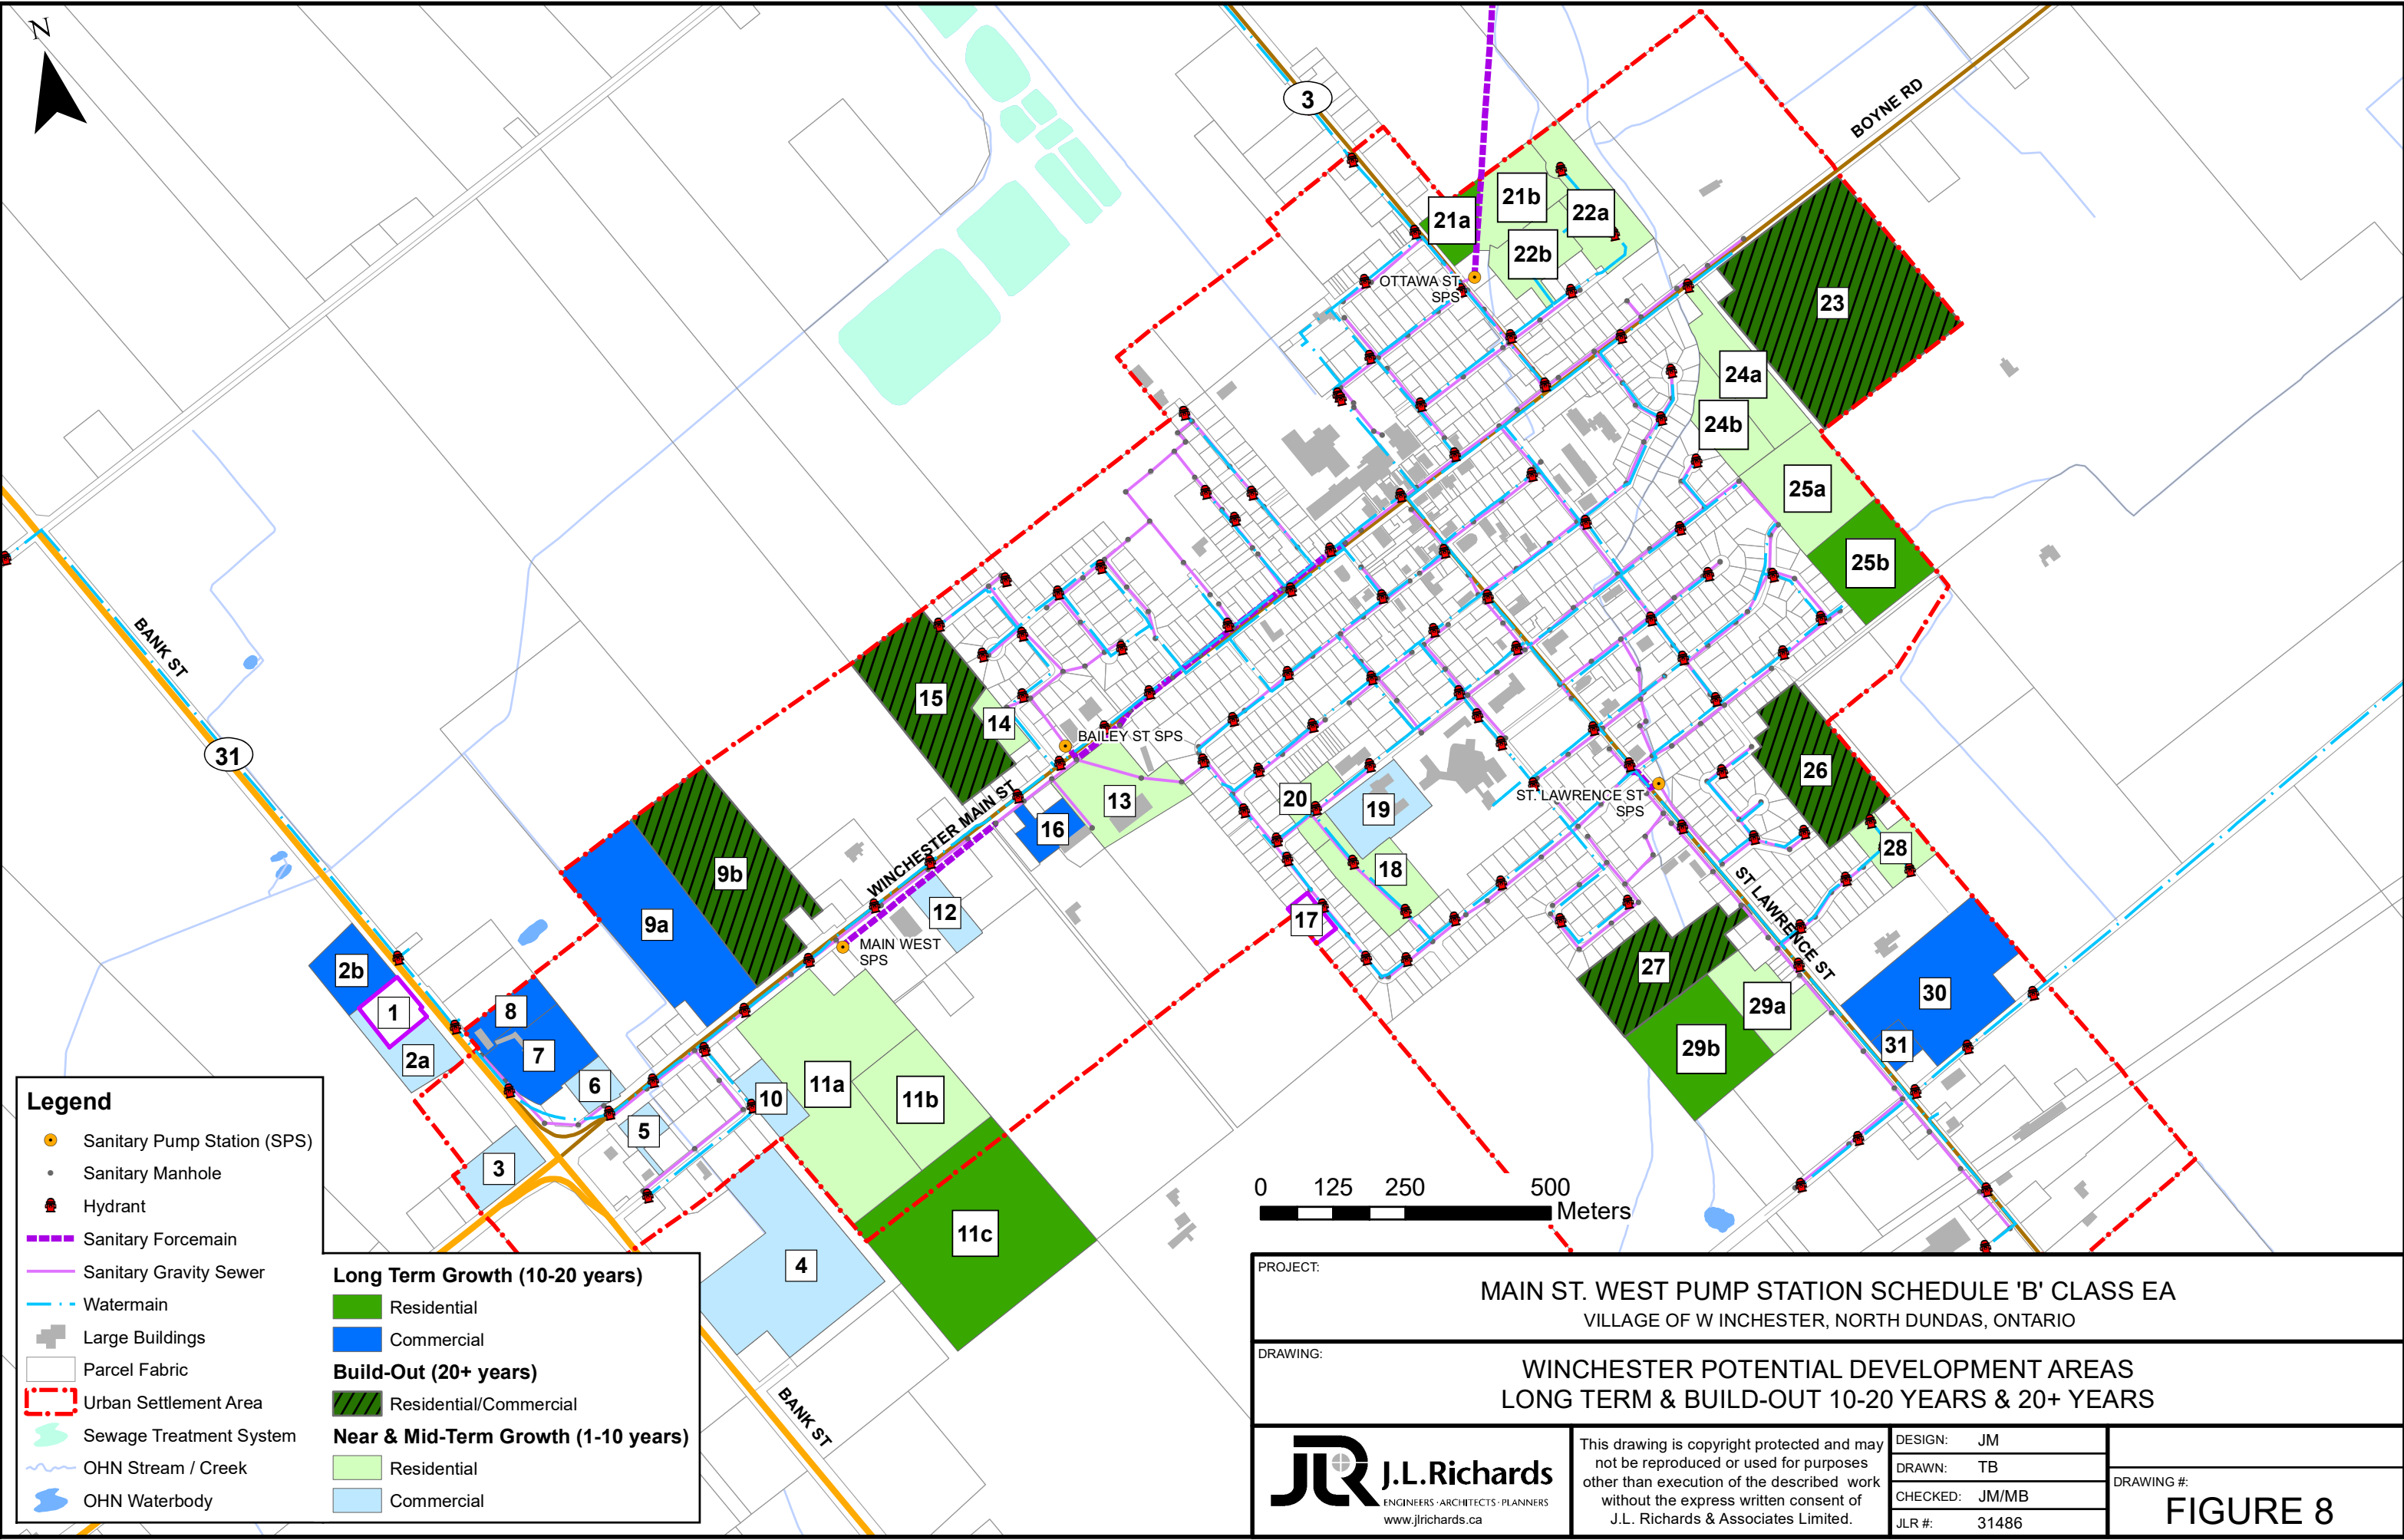 N
3
BOYNE RD
21a
21b
22a
22b
OTTAWA ST
SPS
23
24a
24b
25a
25b
BANK ST
31
15
14
BAILEY ST SPS
13
16
WINCHESTER MAIN ST
9b
9a
12
MAIN WEST
SPS
20
19
18
17
ST. LAWRENCE ST
SPS
26
28
ST LAWRENCE ST
27
29a
29b
30
31
2b
1
2a
8
7
6
5
3
10
11a
11b
11c
4
BANK ST
0 125 250 500
Meters
Legend
Sanitary Pump Station (SPS)
Sanitary Manhole
Hydrant
Sanitary Forcemain
Sanitary Gravity Sewer
Watermain
Large Buildings
Parcel Fabric
Urban Settlement Area
Sewage Treatment System
OHN Stream / Creek
OHN Waterbody
Long Term Growth (10-20 years)
Residential
Commercial
Build-Out (20+ years)
Residential/Commercial
Near & Mid-Term Growth (1-10 years)
Residential
Commercial
PROJECT:
MAIN ST. WEST PUMP STATION SCHEDULE 'B' CLASS EA
VILLAGE OF W INCHESTER, NORTH DUNDAS, ONTARIO
DRAWING:
WINCHESTER POTENTIAL DEVELOPMENT AREAS
LONG TERM & BUILD-OUT 10-20 YEARS & 20+ YEARS
JLR J.L.Richards
ENGINEERS · ARCHITECTS · PLANNERS
www.jlrichards.ca
This drawing is copyright protected and may
not be reproduced or used for purposes
other than execution of the described work
without the express written consent of
J.L. Richards & Associates Limited.
DESIGN: JM
DRAWN: TB
CHECKED: JM/MB
JLR #: 31486
DRAWING #:
FIGURE 8